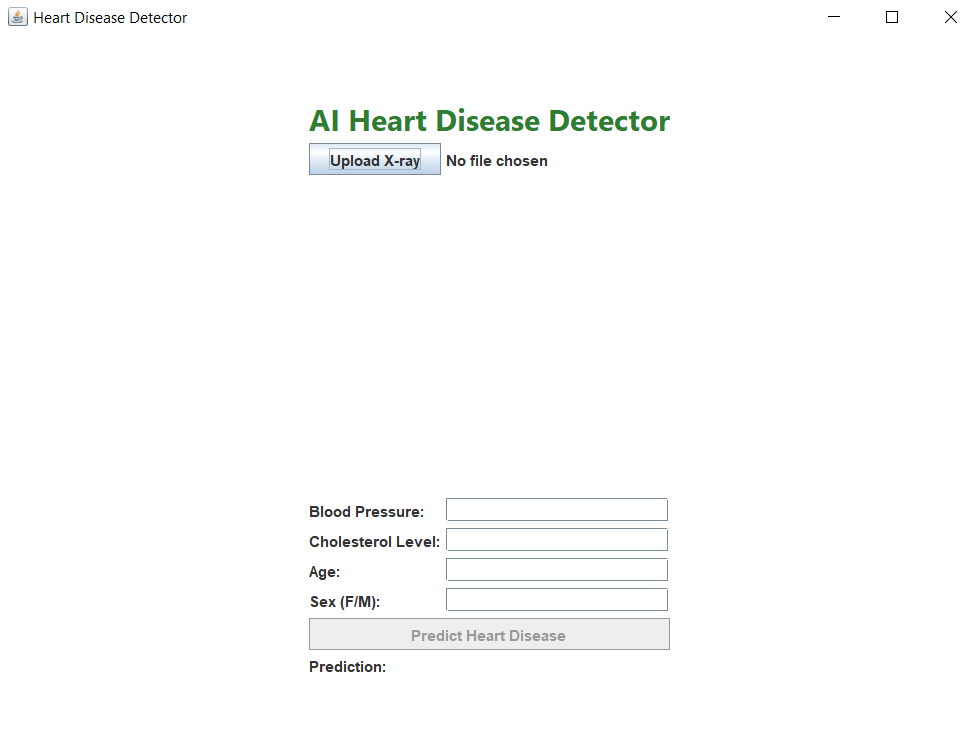 Heart Disease Detector
AI Heart Disease Detector
Upload X-ray No file chosen
Blood Pressure:
Cholesterol Level:
Age:
Sex (F/M):
Predict Heart Disease
Prediction: